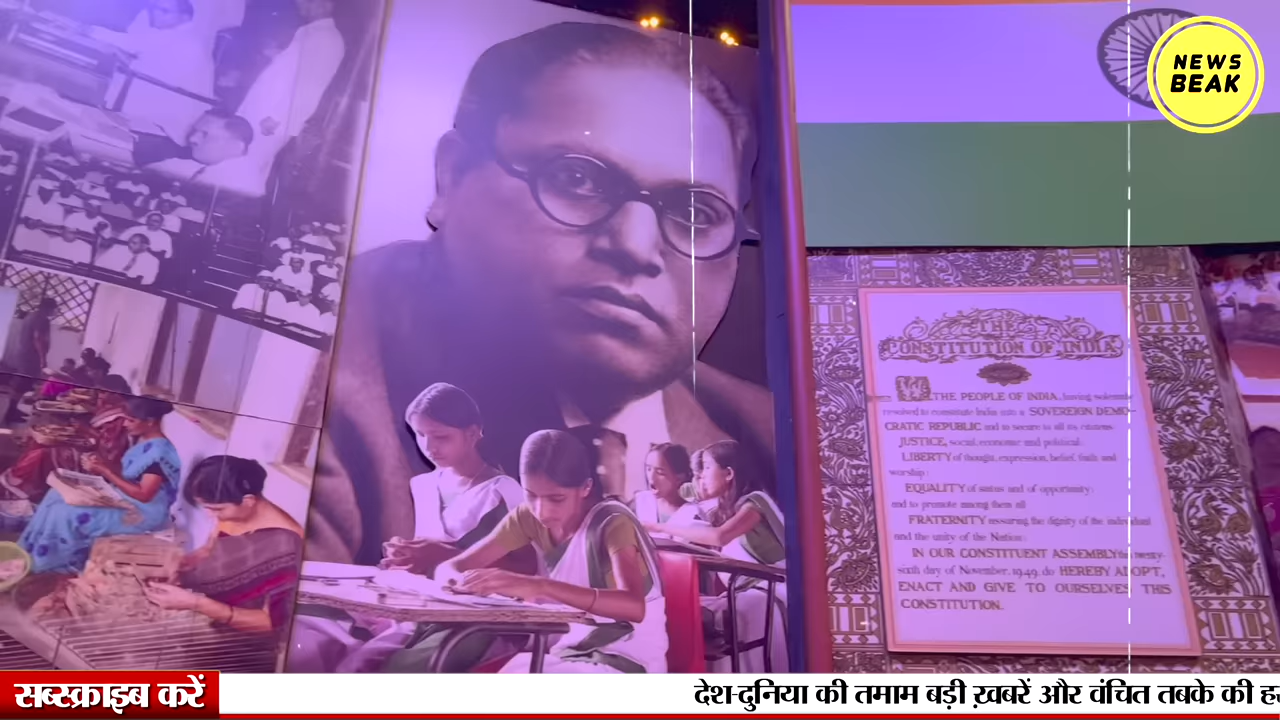 NEWS
BEAK
THE
CONSTITUTION OF INDIA
WE, THE PEOPLE OF INDIA, having solemnly
resolved to constitute India into a SOVEREIGN DEMO-
CRATIC REPUBLIC and to secure to all its citizens:
JUSTICE, social, economic and political;
LIBERTY of thought, expression, belief, faith and
worship;
EQUALITY of status and of opportunity;
and to promote among them all
FRATERNITY assuring the dignity of the individual
and the unity of the Nation;
IN OUR CONSTITUENT ASSEMBLY this twenty-
sixth day of November, 1949, do HEREBY ADOPT,
ENACT AND GIVE TO OURSELVES THIS
CONSTITUTION.
सब्स्क्राइब करें
देश-दुनिया की तमाम बड़ी ख़बरें और वंचित तबके की